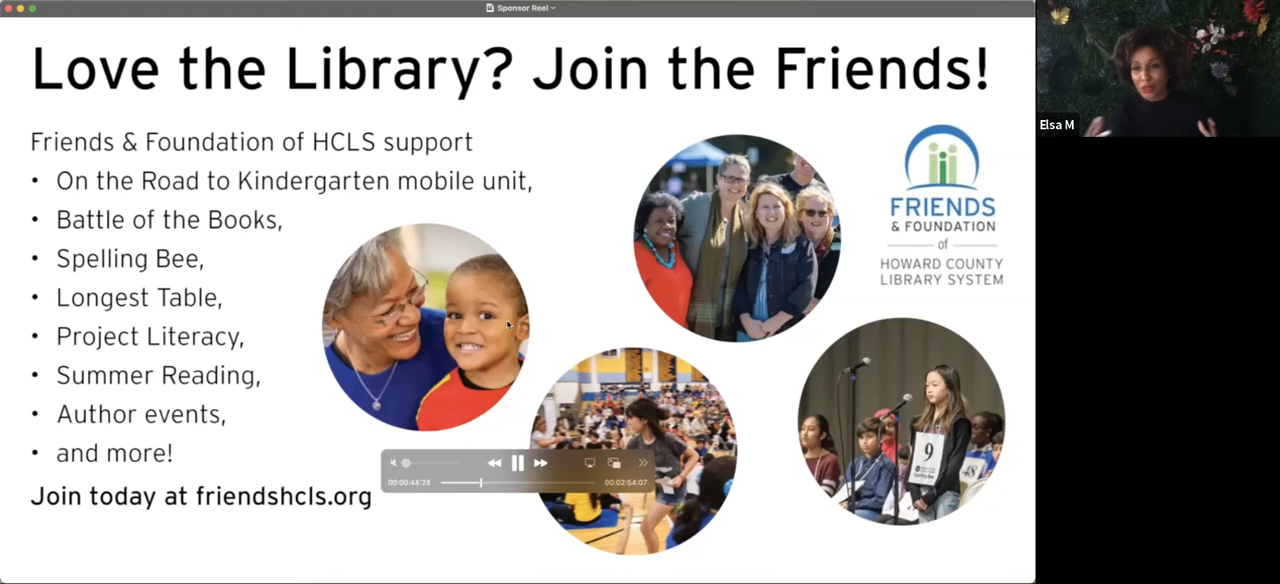 Sponsor Reel
Love the Library? Join the Friends!
Friends & Foundation of HCLS support
• On the Road to Kindergarten mobile unit,
• Battle of the Books,
• Spelling Bee,
• Longest Table,
• Project Literacy,
• Summer Reading,
• Author events,
• and more!
Join today at friendshcls.org
FRIENDS
& FOUNDATION
of
HOWARD COUNTY
LIBRARY SYSTEM
9
48
00:00:44:26
00:02:54:07
Elsa M